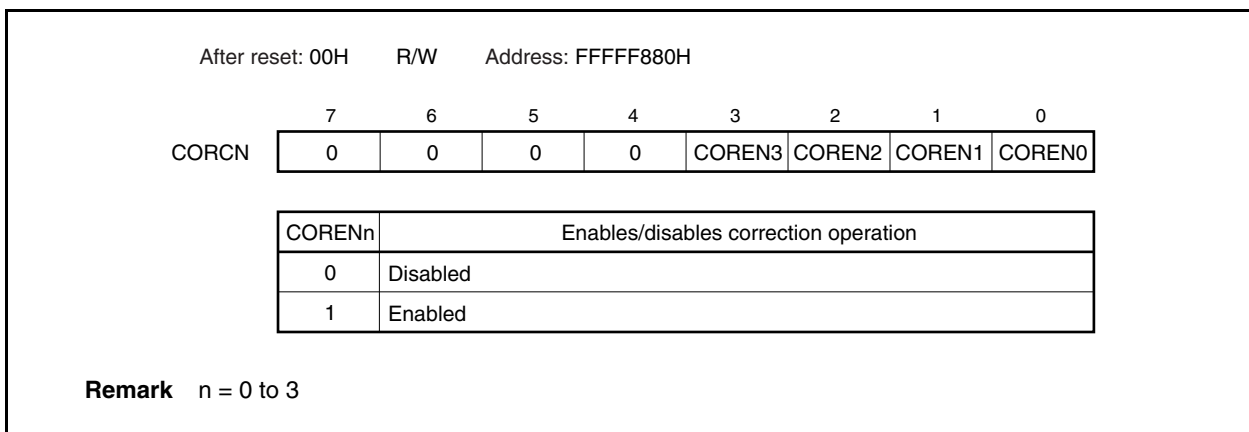 After reset: 00H R/W Address: FFFFF880H
7 6 5 4 3 2 1 0
CORCN 0 0 0 0 COREN3 COREN2 COREN1 COREN0
CORENn Enables/disables correction operation
0 Disabled
1 Enabled
Remark n = 0 to 3